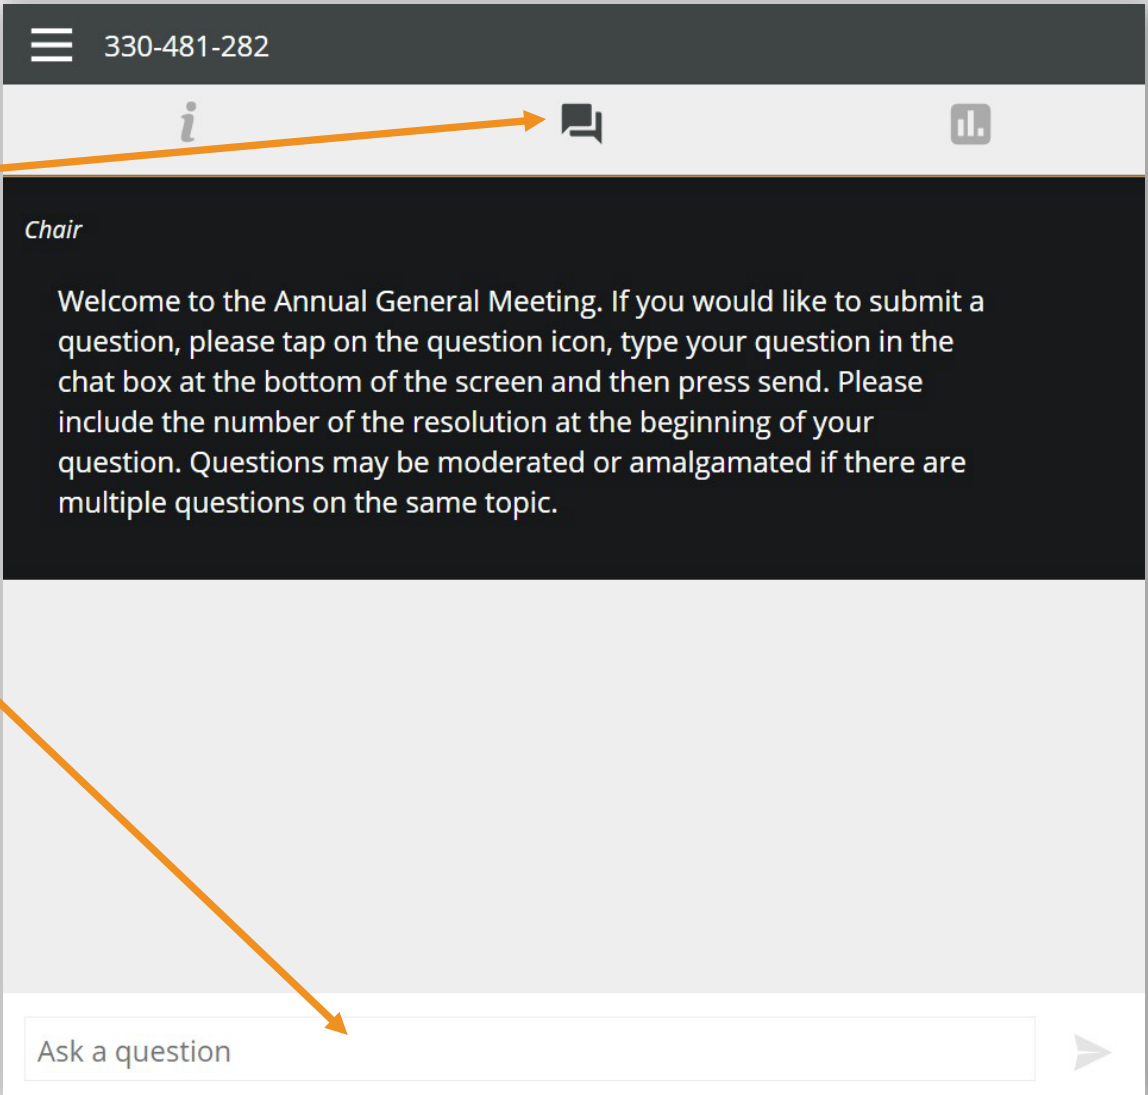 330-481-282
Chair
Welcome to the Annual General Meeting. If you would like to submit a
question, please tap on the question icon, type your question in the
chat box at the bottom of the screen and then press send. Please
include the number of the resolution at the beginning of your
question. Questions may be moderated or amalgamated if there are
multiple questions on the same topic.
Ask a question